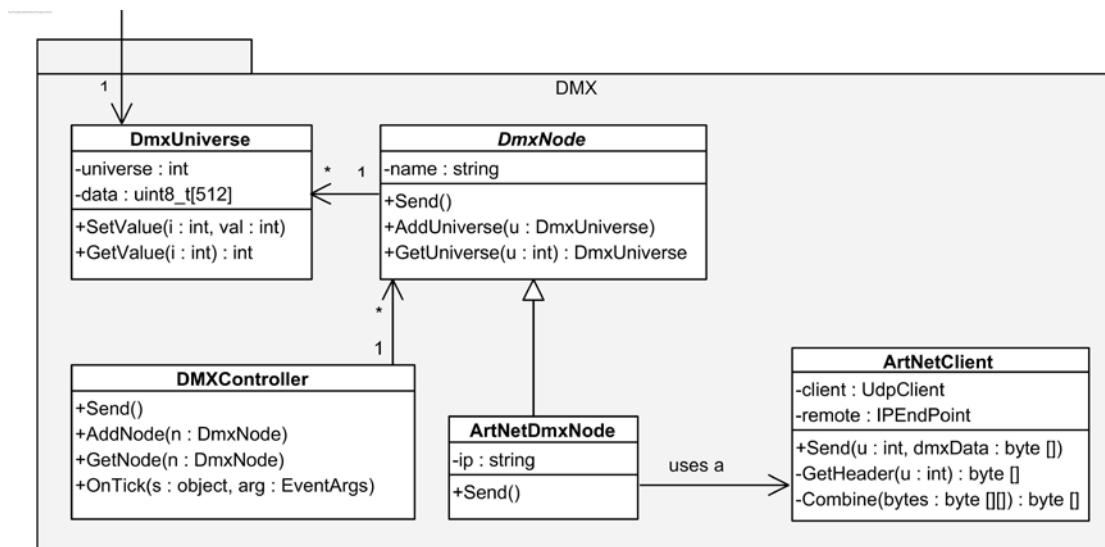 DMX
1
DmxUniverse
-universe : int
-data : uint8_t[512]
+SetValue(i : int, val : int)
+GetValue(i : int) : int
*
1
DmxNode
-name : string
+Send()
+AddUniverse(u : DmxUniverse)
+GetUniverse(u : int) : DmxUniverse
*
1
DMXController
+Send()
+AddNode(n : DmxNode)
+GetNode(n : DmxNode)
+OnTick(s : object, arg : EventArgs)
ArtNetDmxNode
-ip : string
+Send()
uses a
ArtNetClient
-client : UdpClient
-remote : IPEndPoint
+Send(u : int, dmxData : byte [])
-GetHeader(u : int) : byte []
-Combine(bytes : byte [][]) : byte []